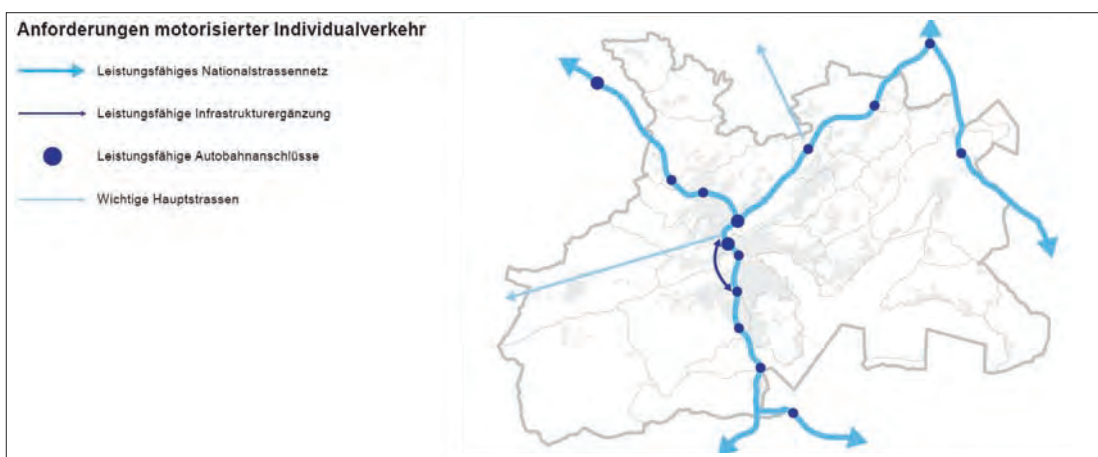 Anforderungen motorisierter Individualverkehr
Leistungsfähiges Nationalstrassennetz
Leistungsfähige Infrastrukturergänzung
Leistungsfähige Autobahnanschlüsse
Wichtige Hauptstrassen